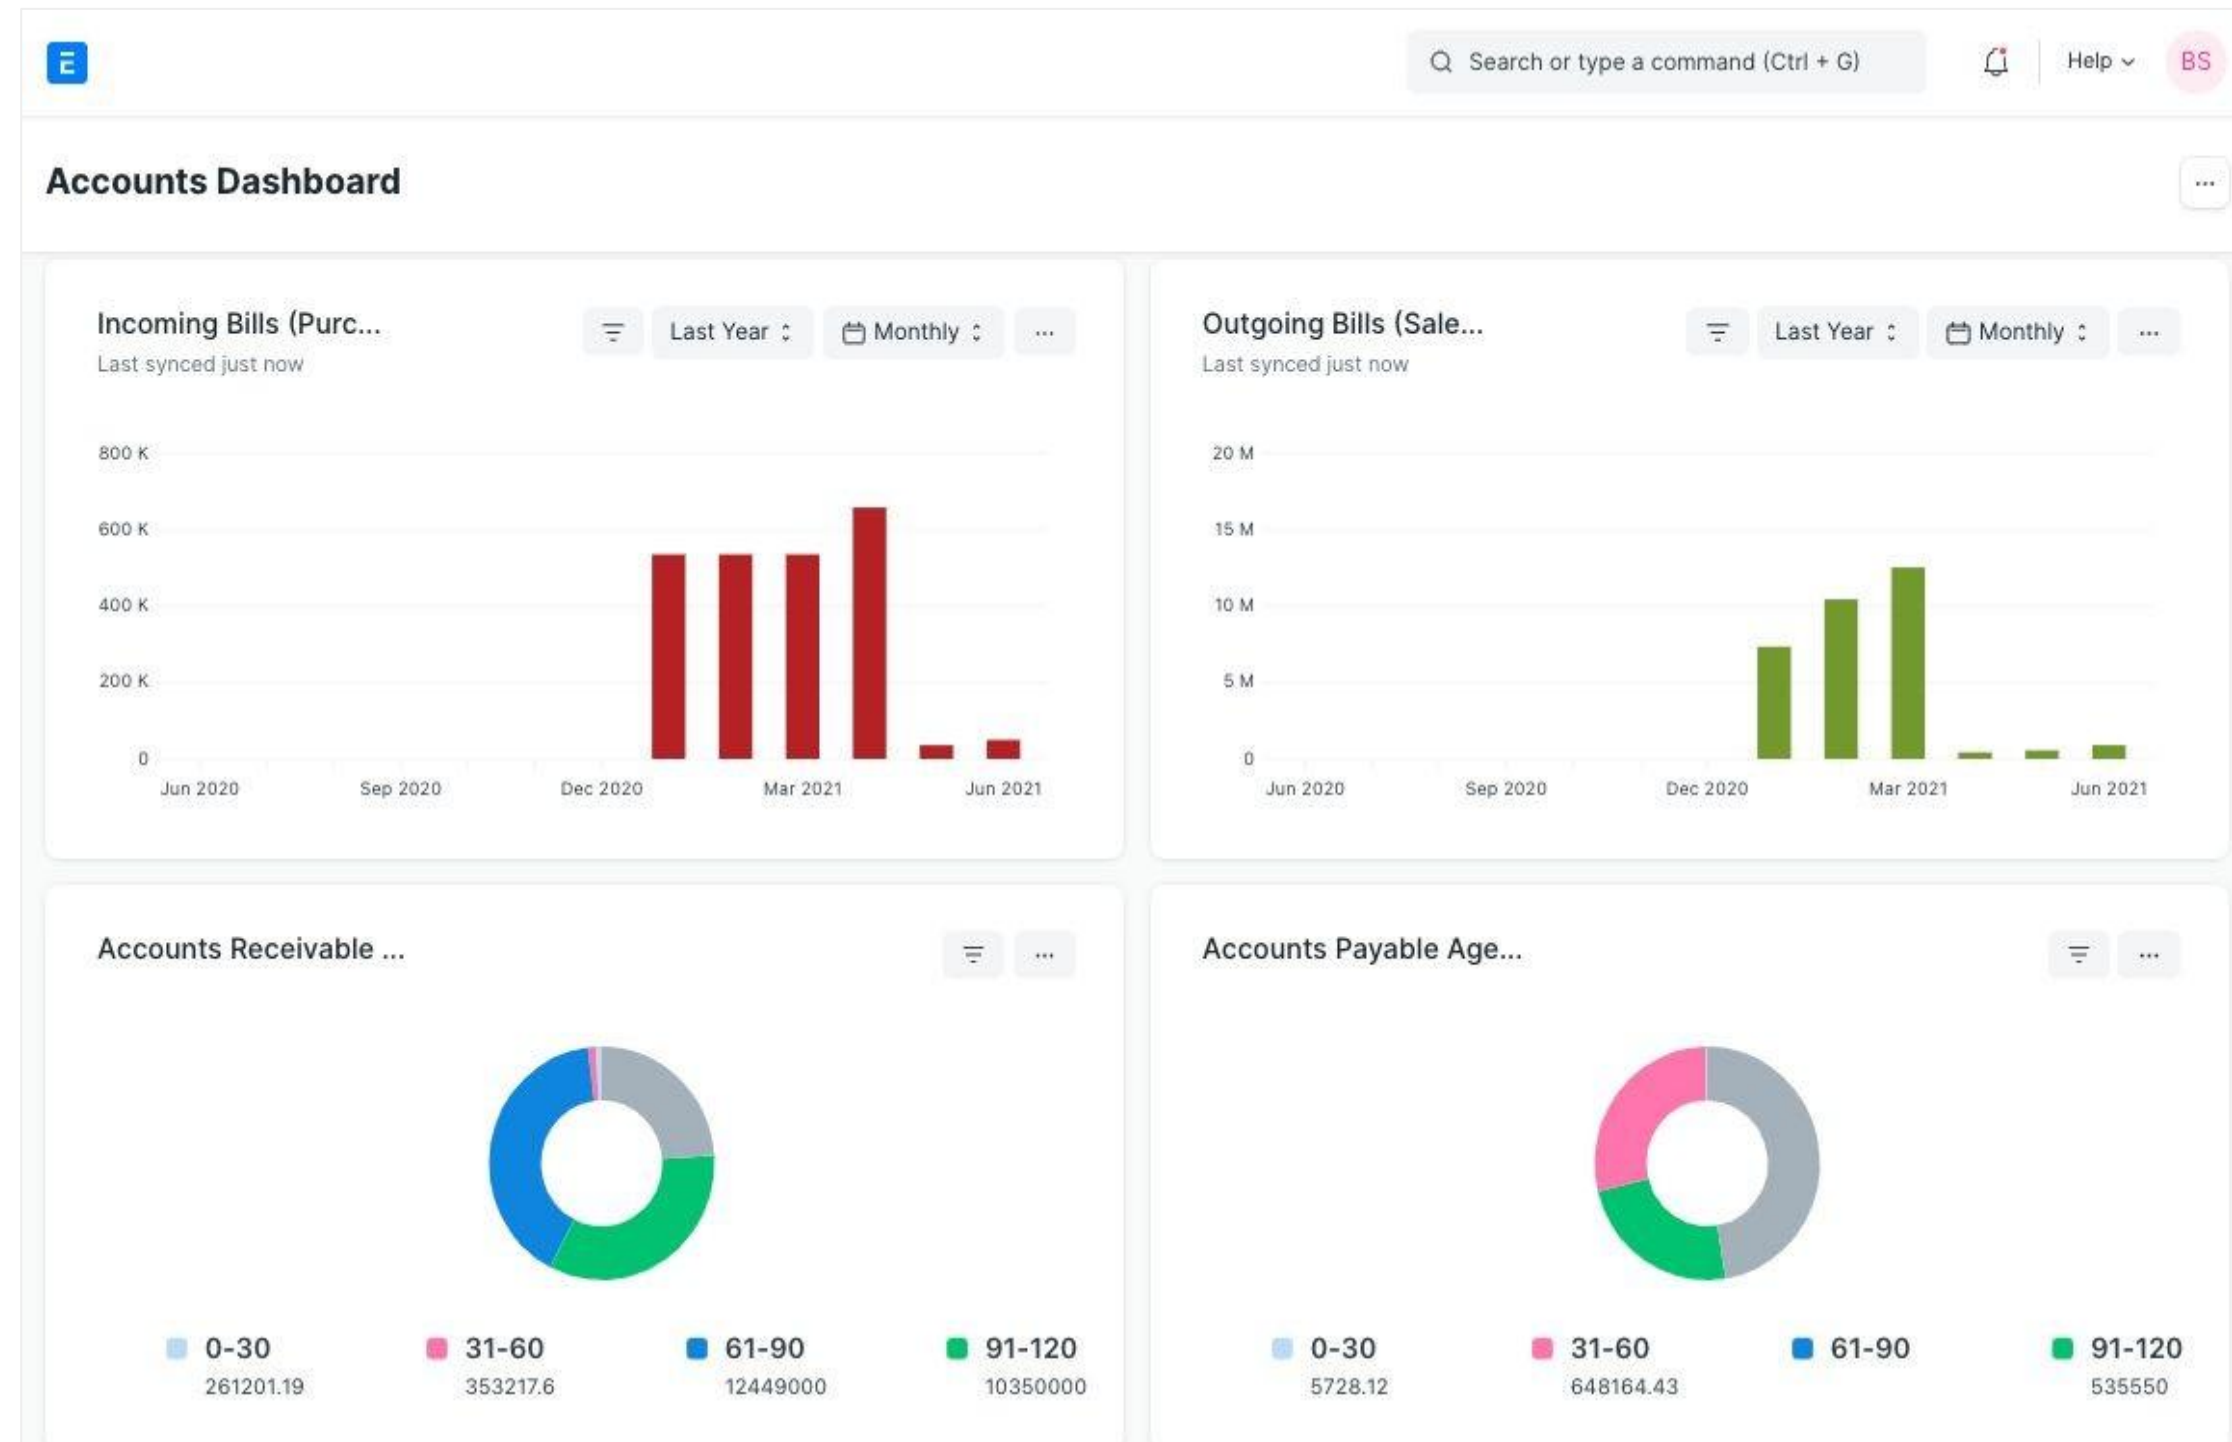 E
Search or type a command (Ctrl + G)
Help
BS
Accounts Dashboard
...
Incoming Bills (Purc...
Last Year
Monthly
...
Last synced just now
800 K
600 K
400 K
200 K
0
Jun 2020
Sep 2020
Dec 2020
Mar 2021
Jun 2021
Outgoing Bills (Sale...
Last Year
Monthly
...
Last synced just now
20 M
15 M
10 M
5 M
0
Jun 2020
Sep 2020
Dec 2020
Mar 2021
Jun 2021
Accounts Receivable ...
...
0-30
261201.19
31-60
353217.6
61-90
12449000
91-120
10350000
Accounts Payable Age...
...
0-30
5728.12
31-60
648164.43
61-90
91-120
535550